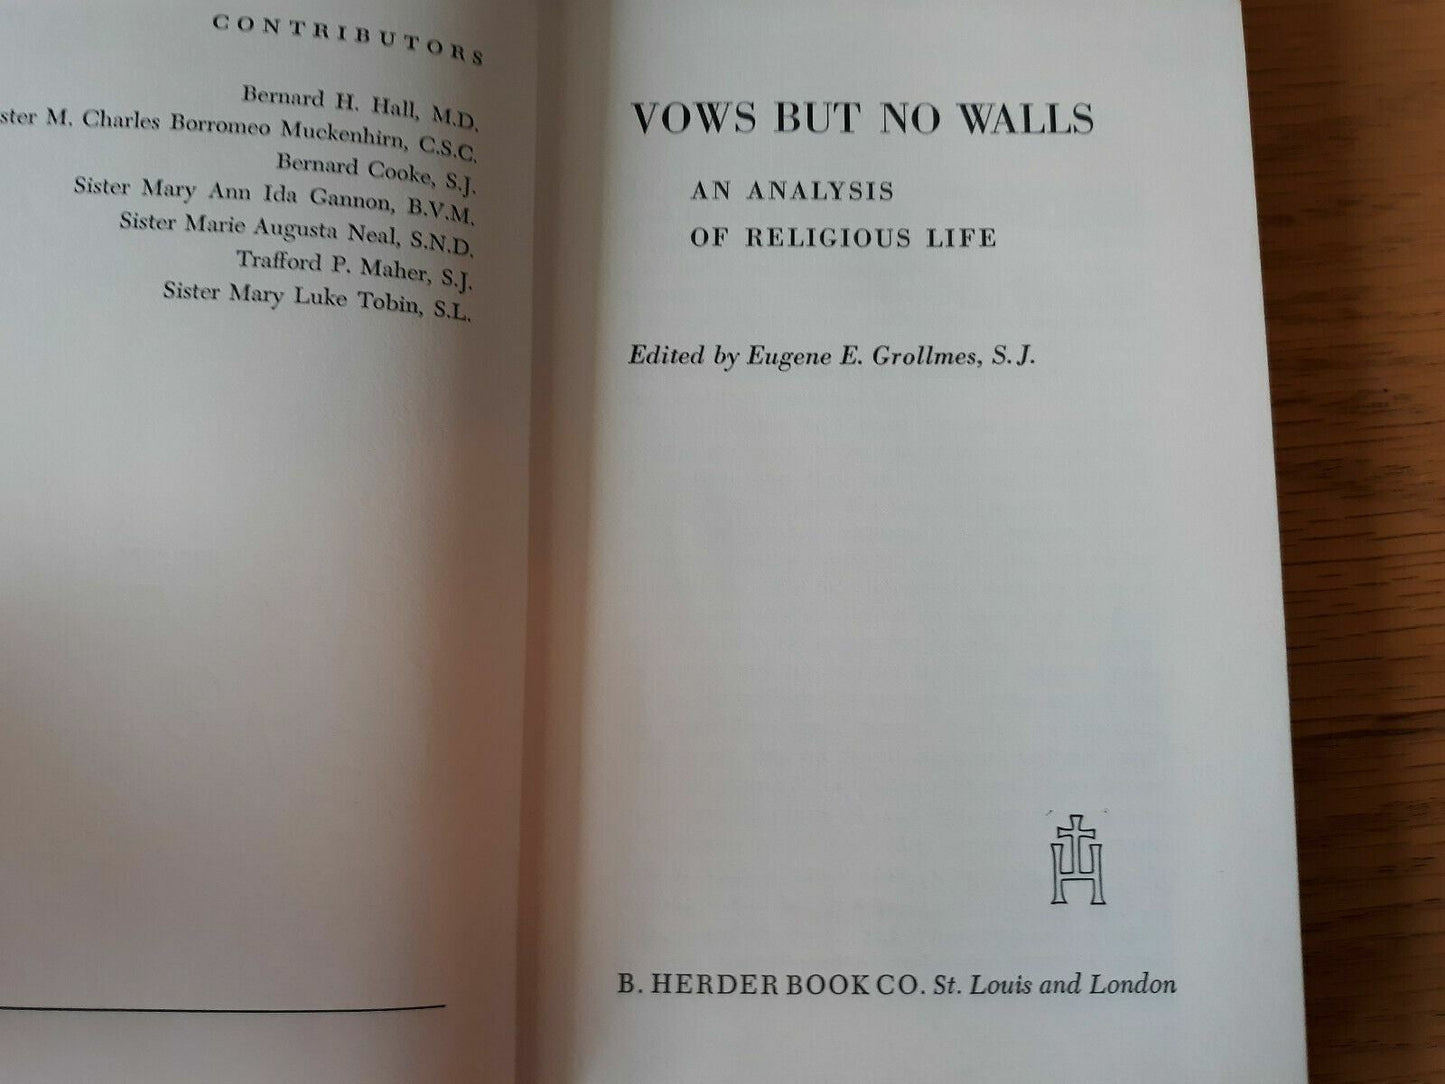 CONTRIBUTORS
Bernard H. Hall, M.D.
M. Charles Borromeo Muckenhirn, C.S.C.
Bernard Cooke, S.J.
Sister Mary Ann Ida Gannon, B.V.M.
Sister Marie Augusta Neal, S.N.D.
Trafford P. Maher, S.J.
Sister Mary Luke Tobin, S.L.
VOWS BUT NO WALLS
AN ANALYSIS
OF RELIGIOUS LIFE
Edited by Eugene E. Grollmes, S.J.
B. HERDER BOOK CO. St. Louis and London